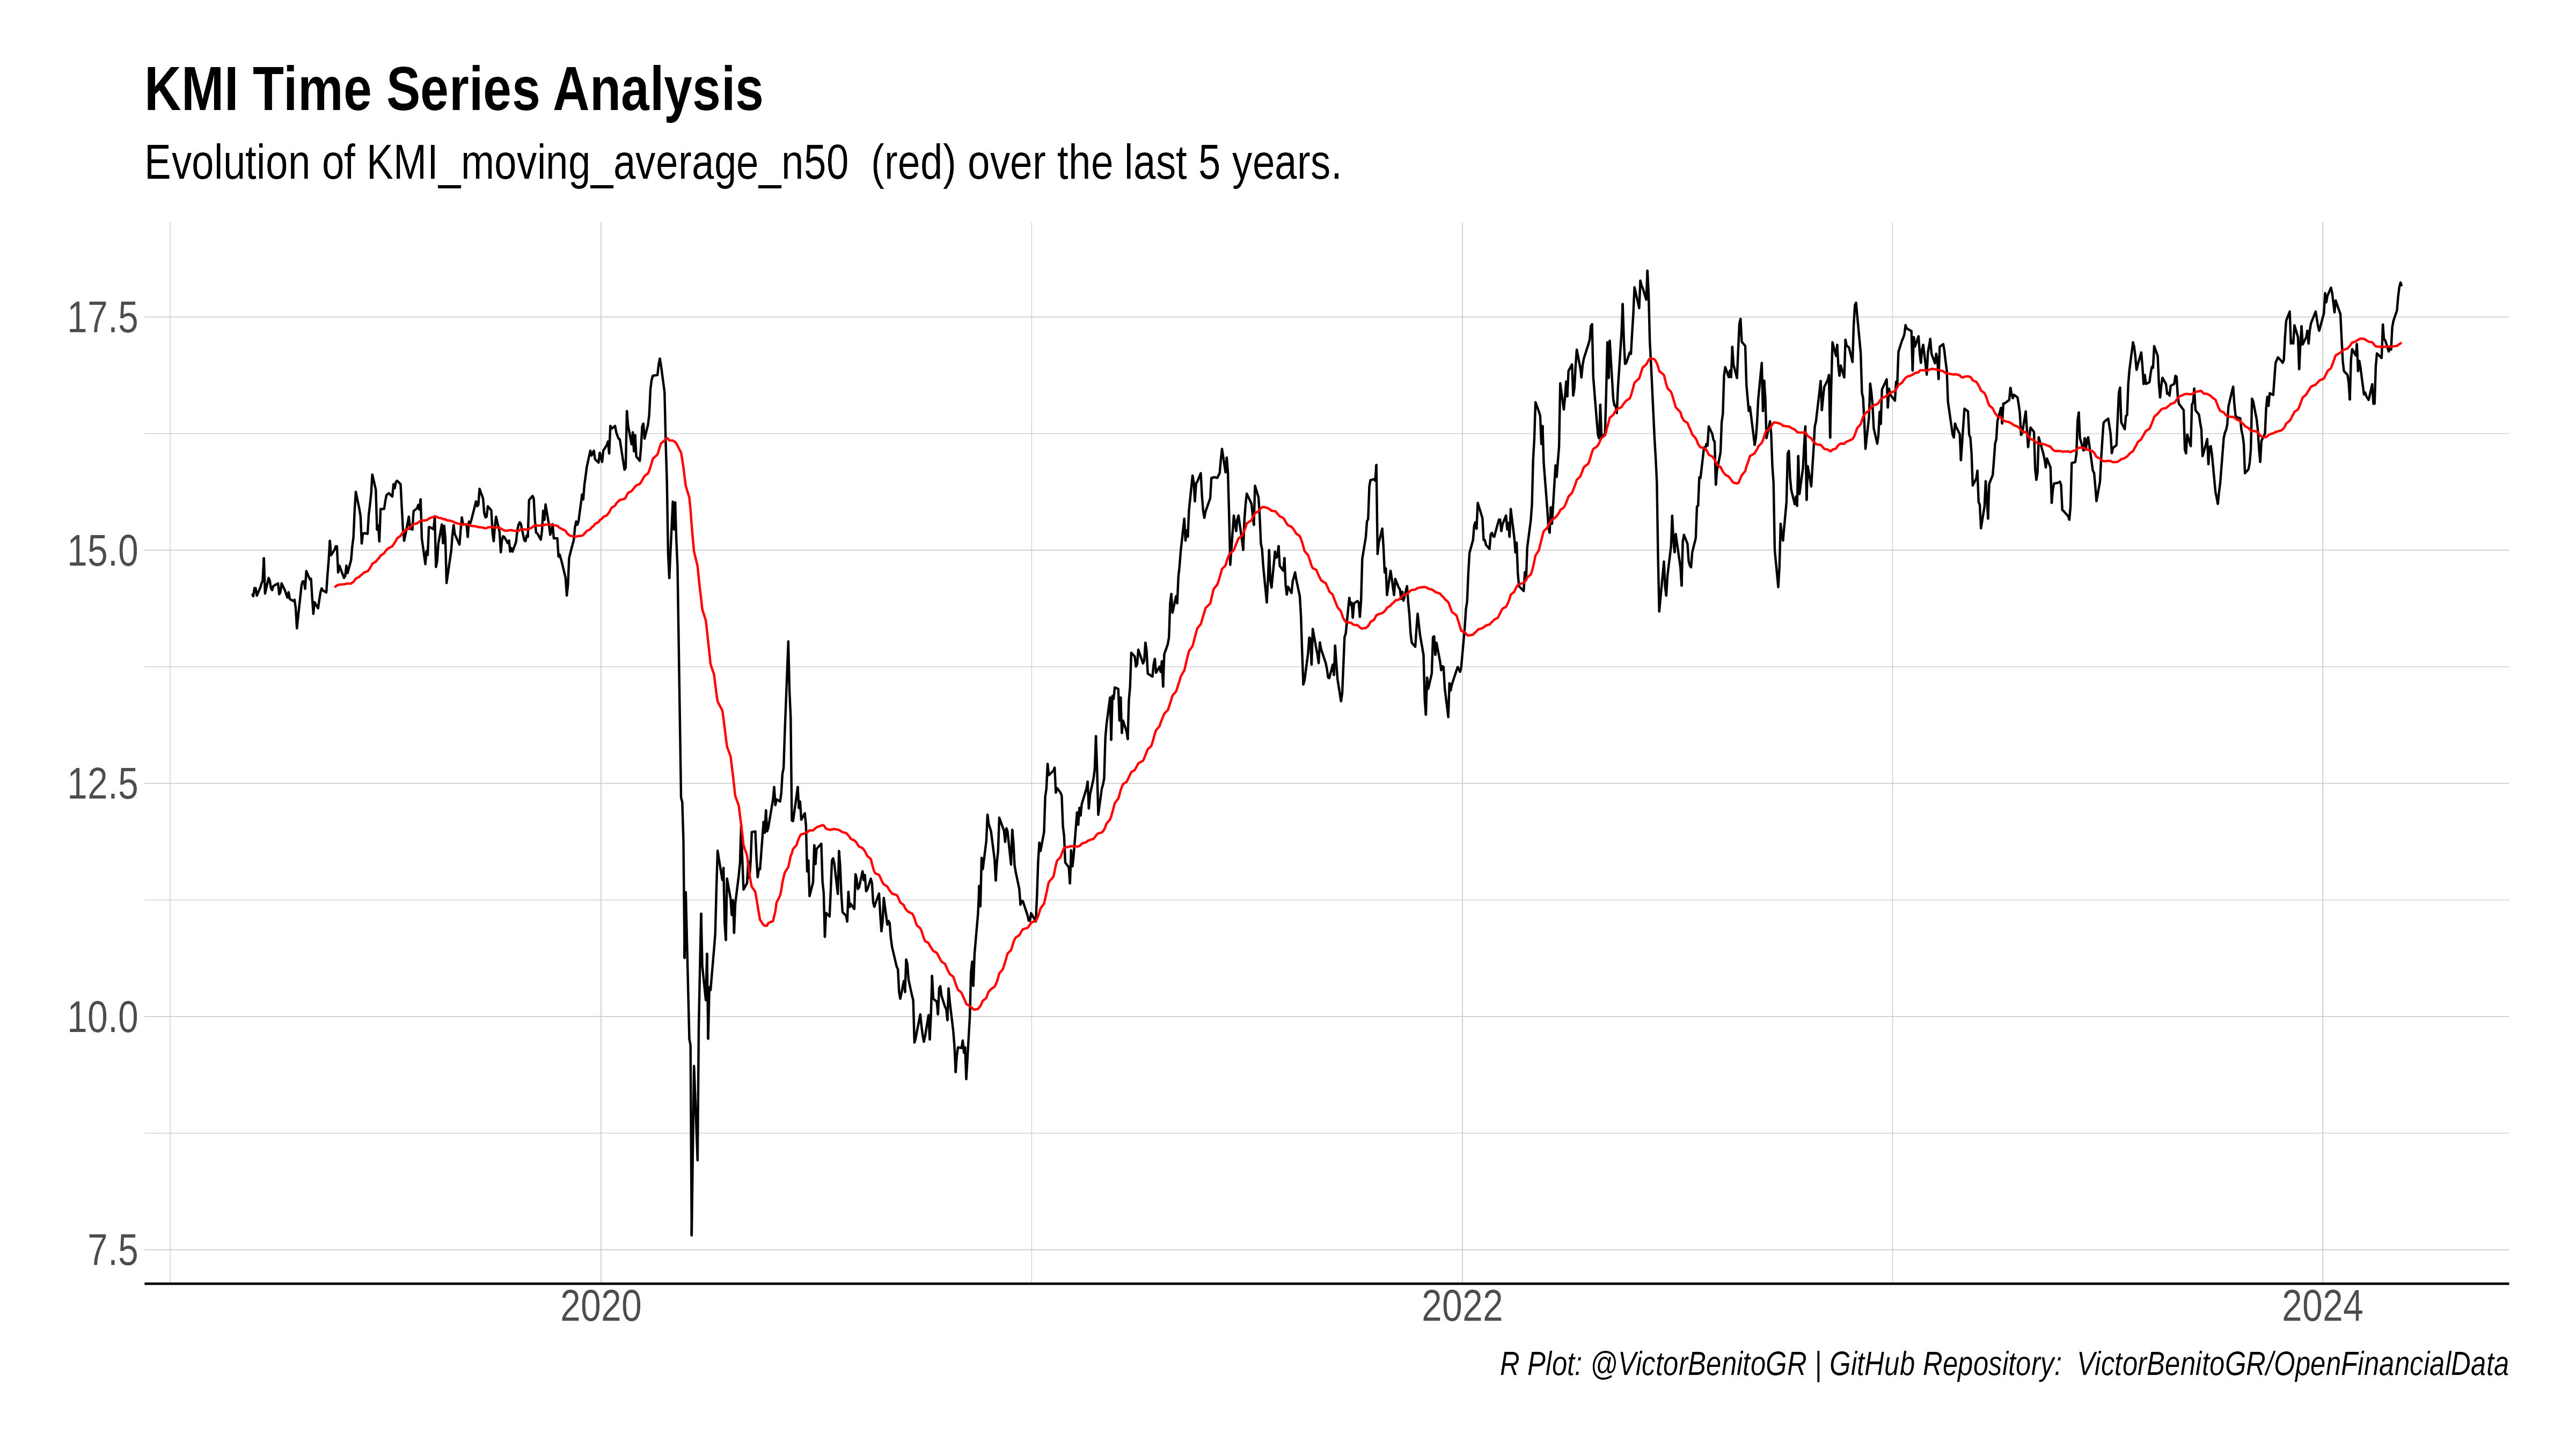 KMI Time Series Analysis
Evolution of KMI_moving_average_n50  (red) over the last 5 years.
17.5
15.0
12.5
10.0
7.5
2020 2022 2024
R Plot: @VictorBenitoGR | GitHub Repository:  VictorBenitoGR/OpenFinancialData